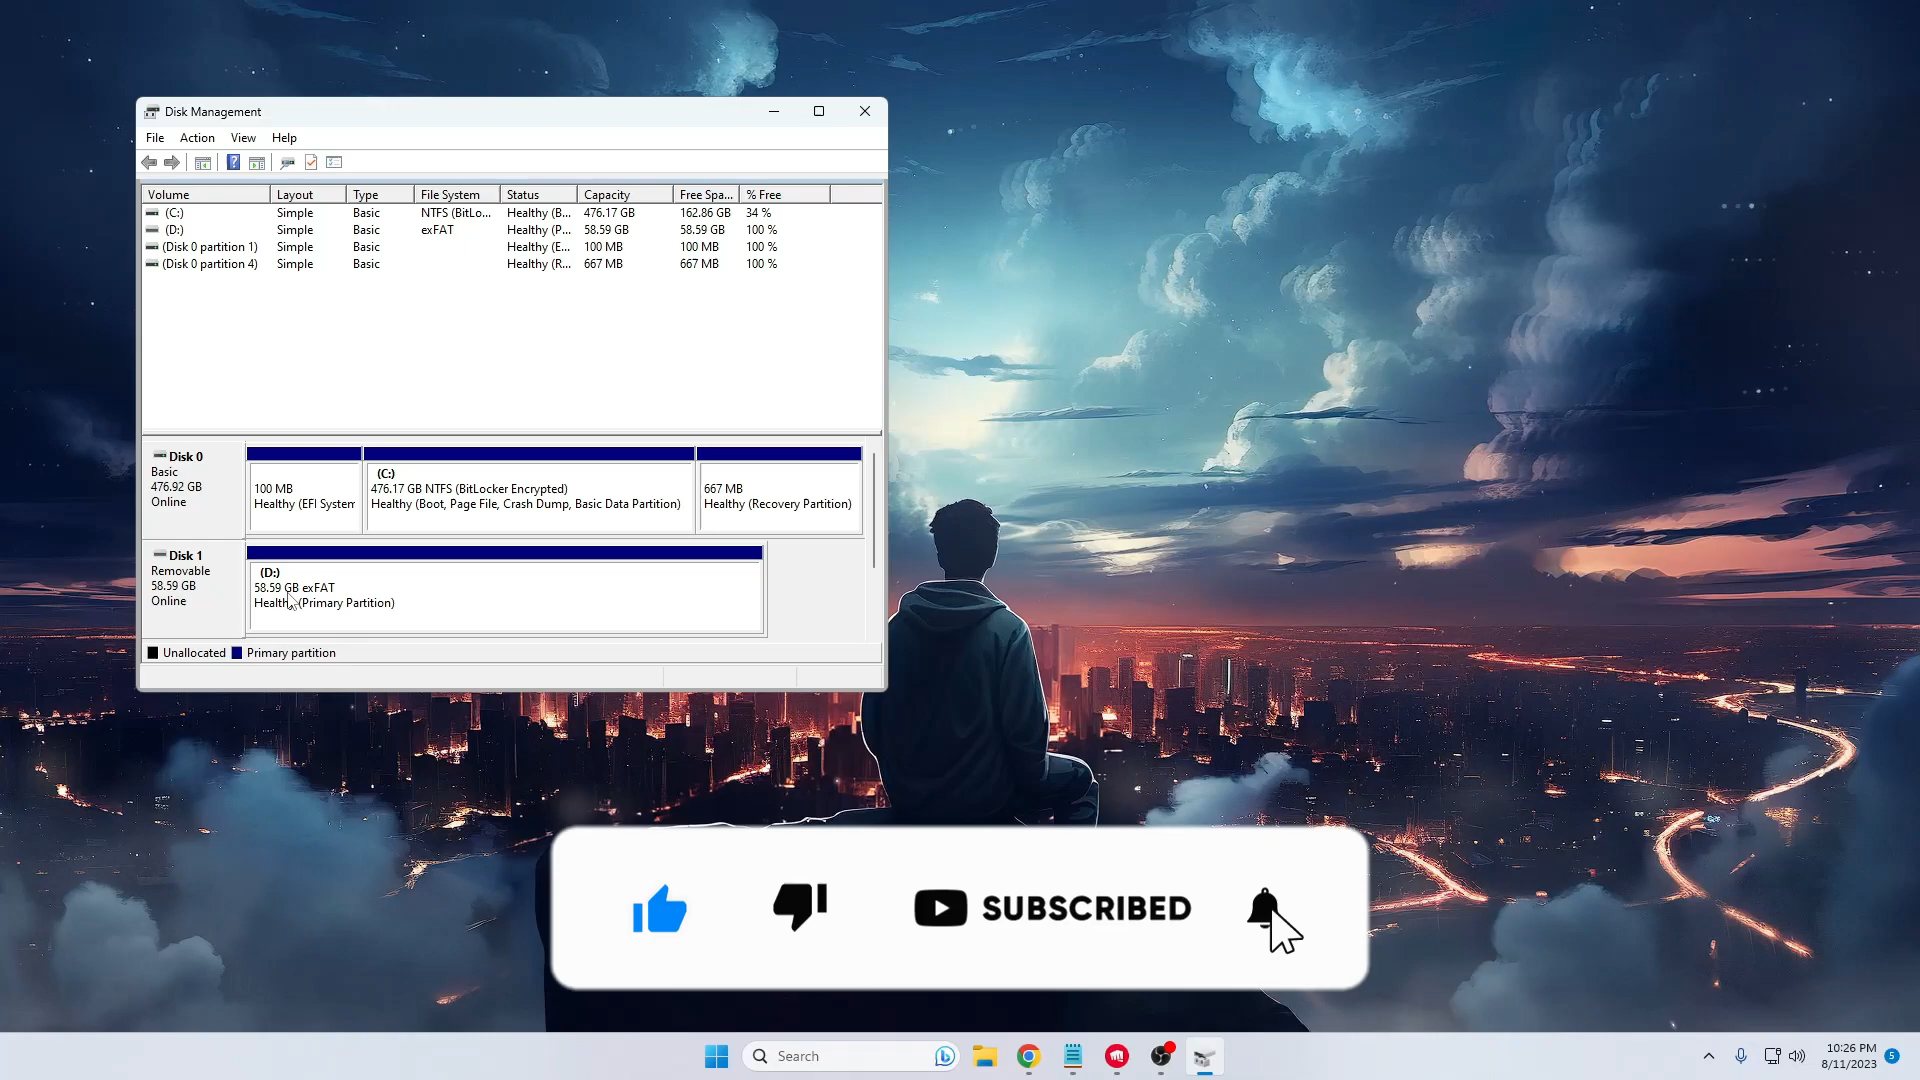 Disk Management
File Action View Help
Volume Layout Type File System Status Capacity Free Spa... % Free
(C:) Simple Basic NTFS (BitLo... Healthy (B... 476.17 GB 162.86 GB 34 %
(D:) Simple Basic exFAT Healthy (P... 58.59 GB 58.59 GB 100 %
(Disk 0 partition 1) Simple Basic Healthy (E... 100 MB 100 MB 100 %
(Disk 0 partition 4) Simple Basic Healthy (R... 667 MB 667 MB 100 %
Disk 0
Basic
476.92 GB
Online
100 MB
Healthy (EFI System
(C:)
476.17 GB NTFS (BitLocker Encrypted)
Healthy (Boot, Page File, Crash Dump, Basic Data Partition)
667 MB
Healthy (Recovery Partition)
Disk 1
Removable
58.59 GB
Online
(D:)
58.59 GB exFAT
Healthy (Primary Partition)
Unallocated Primary partition
SUBSCRIBED
Search
10:26 PM
8/11/2023
5